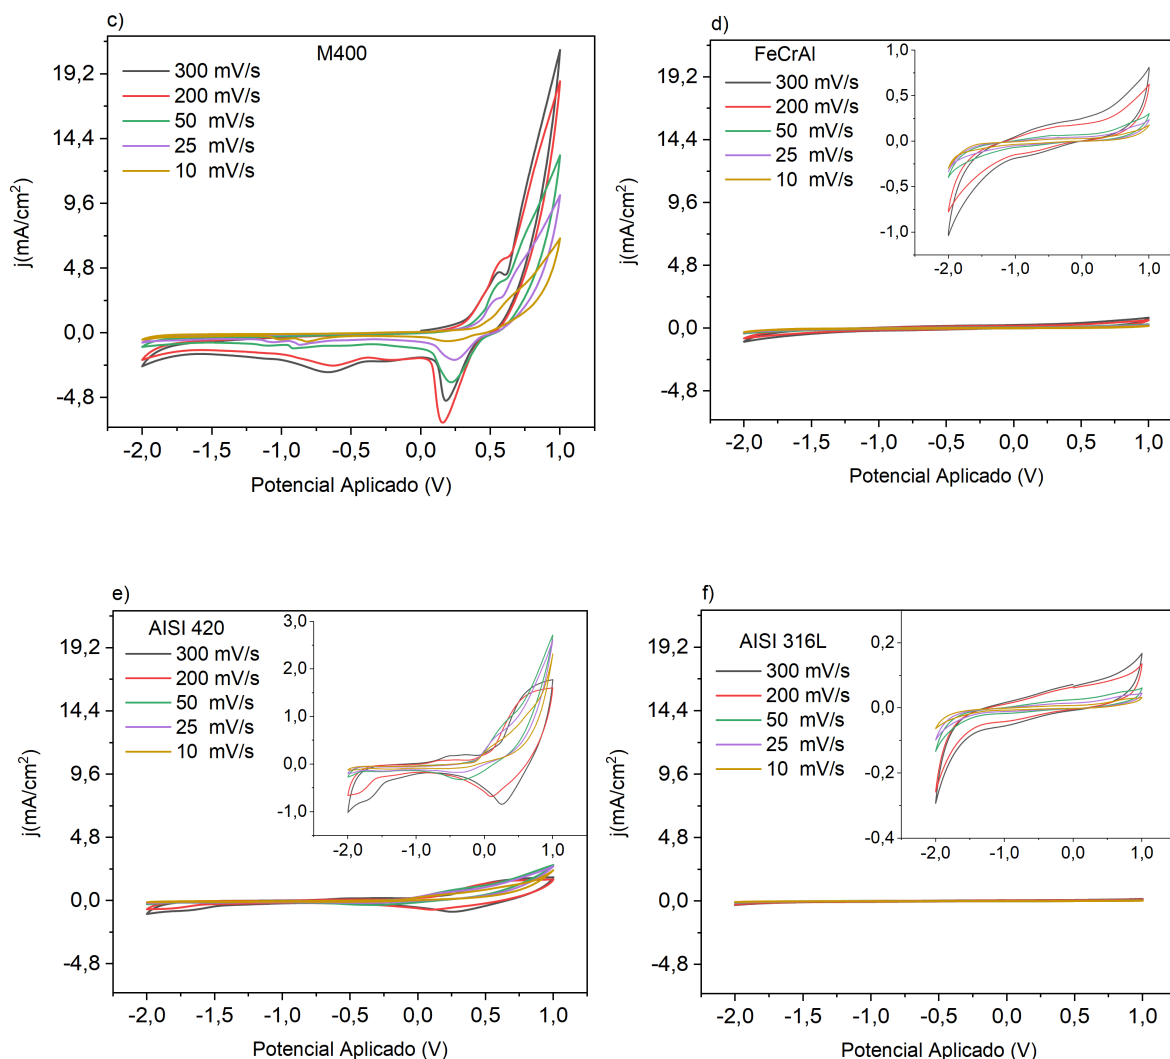 c)
M400
300 mV/s
200 mV/s
50 mV/s
25 mV/s
10 mV/s
19,2
14,4
9,6
4,8
0,0
-4,8
j(mA/cm²)
-2,0 -1,5 -1,0 -0,5 0,0 0,5 1,0
Potencial Aplicado (V)
d)
FeCrAl
300 mV/s
200 mV/s
50 mV/s
25 mV/s
10 mV/s
19,2
14,4
9,6
4,8
0,0
-4,8
j(mA/cm²)
-2,0 -1,5 -1,0 -0,5 0,0 0,5 1,0
Potencial Aplicado (V)
1,0
0,5
0,0
-0,5
-1,0
-2,0 -1,0 0,0 1,0
e)
AISI 420
300 mV/s
200 mV/s
50 mV/s
25 mV/s
10 mV/s
19,2
14,4
9,6
4,8
0,0
-4,8
j(mA/cm²)
-2,0 -1,5 -1,0 -0,5 0,0 0,5 1,0
Potencial Aplicado (V)
3,0
2,0
1,0
0,0
-1,0
-2,0 -1,0 0,0 1,0
f)
AISI 316L
300 mV/s
200 mV/s
50 mV/s
25 mV/s
10 mV/s
19,2
14,4
9,6
4,8
0,0
-4,8
j(mA/cm²)
-2,0 -1,5 -1,0 -0,5 0,0 0,5 1,0
Potencial Aplicado (V)
0,2
0,0
-0,2
-0,4
-2,0 -1,0 0,0 1,0